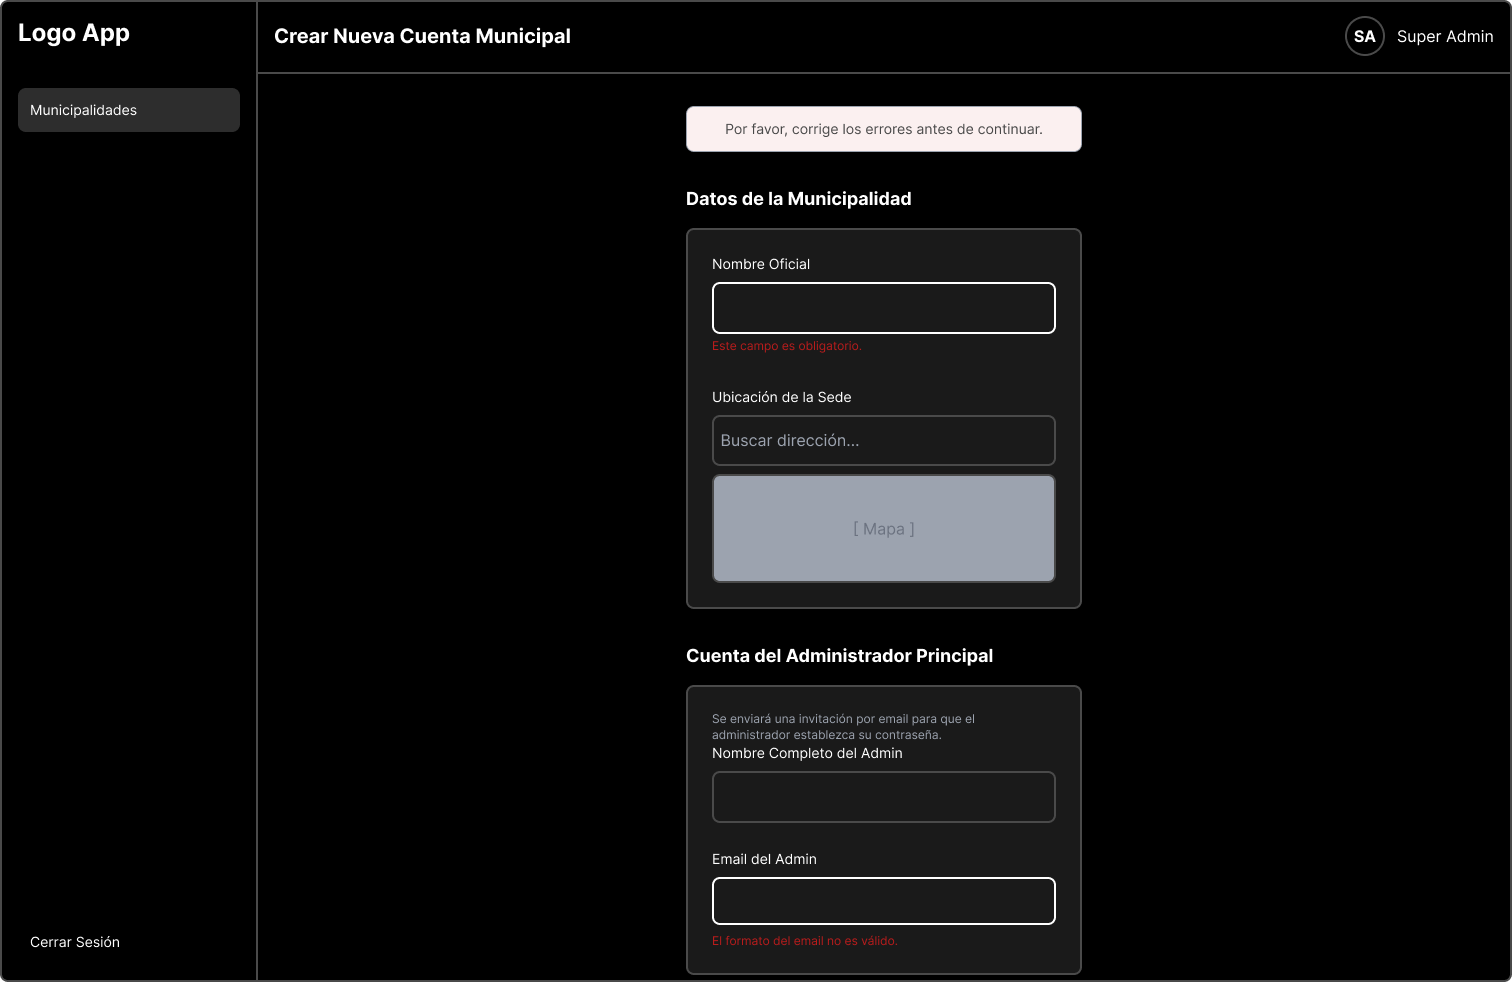 Logo App
Crear Nueva Cuenta Municipal
SA
Super Admin
Municipalidades
Por favor, corrige los errores antes de continuar.
Datos de la Municipalidad
Nombre Oficial
Este campo es obligatorio.
Ubicación de la Sede
Buscar dirección...
[ Mapa ]
Cuenta del Administrador Principal
Se enviará una invitación por email para que el
administrador establezca su contraseña.
Nombre Completo del Admin
Email del Admin
El formato del email no es válido.
Cerrar Sesión